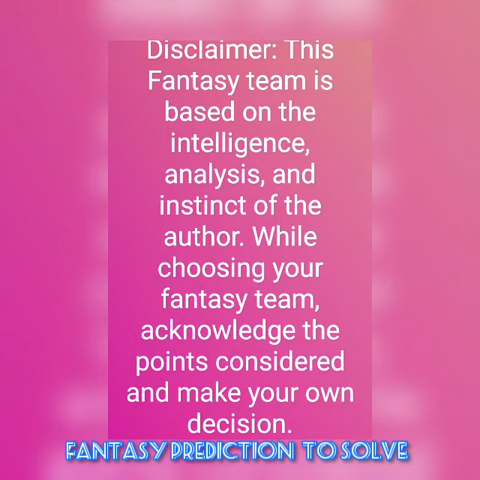 Disclaimer: This
Fantasy team is
based on the
intelligence,
analysis, and
instinct of the
author. While
choosing your
fantasy team,
acknowledge the
points considered
and make your own
decision.
FANTASY PREDICTION TO SOLVE